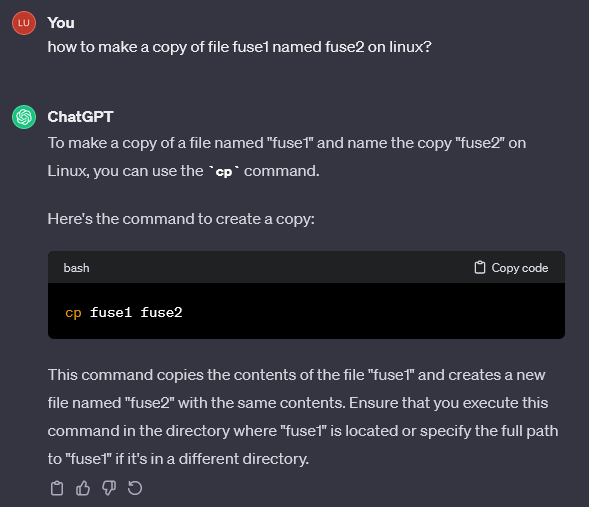 LU
You
how to make a copy of file fuse1 named fuse2 on linux?
ChatGPT
To make a copy of a file named "fuse1" and name the copy "fuse2" on
Linux, you can use the `cp` command.
Here's the command to create a copy:
bash
Copy code
cp fuse1 fuse2
This command copies the contents of the file "fuse1" and creates a new
file named "fuse2" with the same contents. Ensure that you execute this
command in the directory where "fuse1" is located or specify the full path
to "fuse1" if it's in a different directory.